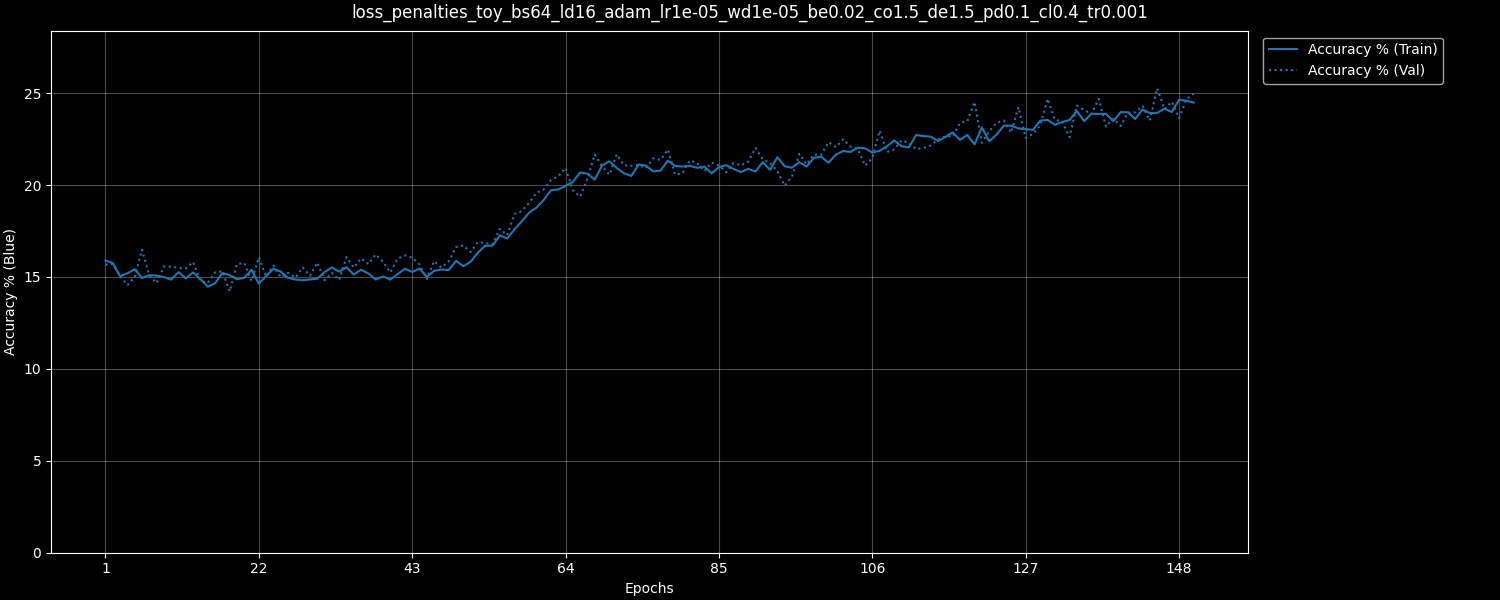 loss_penalties_toy_bs64_ld16_adam_lr1e-05_wd1e-05_be0.02_co1.5_de1.5_pd0.1_cl0.4_tr0.001
Accuracy % (Train)
Accuracy % (Val)
Accuracy % (Blue)
25
20
15
10
5
0
1 22 43 64 85 106 127 148
Epochs